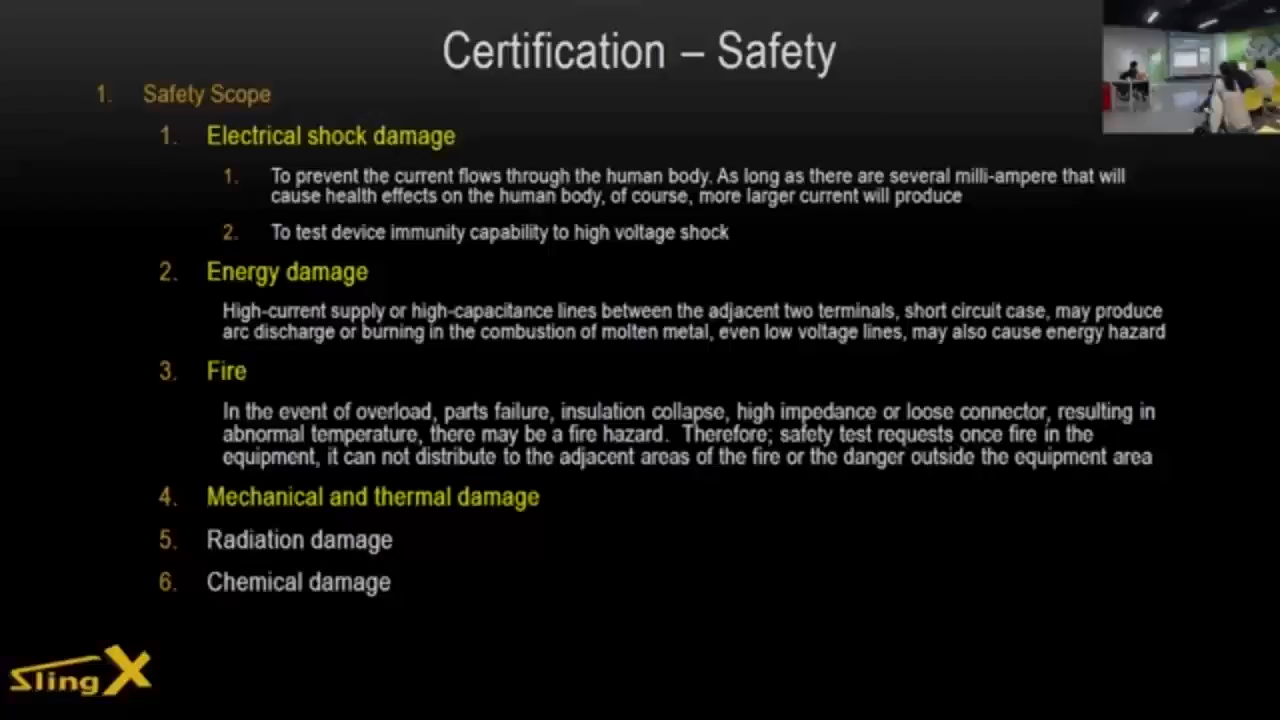 Certification – Safety
1. Safety Scope
1. Electrical shock damage
1. To prevent the current flows through the human body. As long as there are several milli-ampere that will
cause health effects on the human body, of course, more larger current will produce
2. To test device immunity capability to high voltage shock
2. Energy damage
High-current supply or high-capacitance lines between the adjacent two terminals, short circuit case, may produce
arc discharge or burning in the combustion of molten metal, even low voltage lines, may also cause energy hazard
3. Fire
In the event of overload, parts failure, insulation collapse, high impedance or loose connector, resulting in
abnormal temperature, there may be a fire hazard. Therefore; safety test requests once fire in the
equipment, it can not distribute to the adjacent areas of the fire or the danger outside the equipment area
4. Mechanical and thermal damage
5. Radiation damage
6. Chemical damage
SlingX